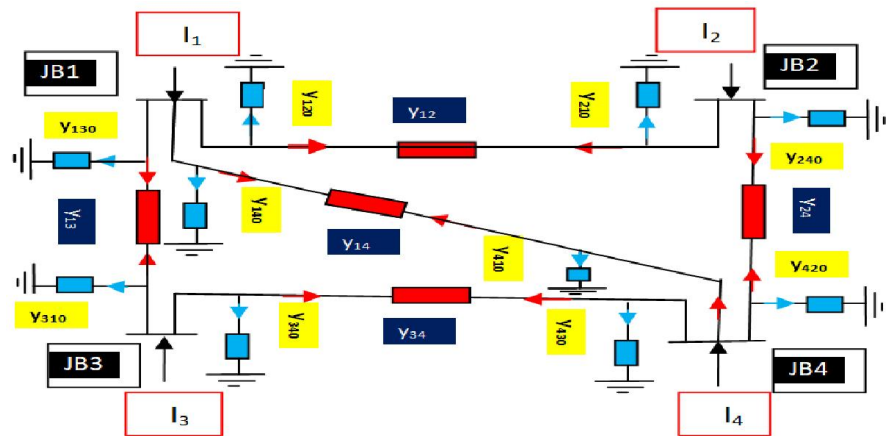 I₁
I₂
JB1
JB2
y₁₂₀
y₁₂
y₂₁₀
y₁₃₀
y₂₄₀
y₁₃
y₁₄₀
y₁₄
y₄₁₀
y₂₄
y₄₂₀
y₃₁₀
y₃₄₀
y₃₄
y₄₃₀
JB3
JB4
I₃
I₄